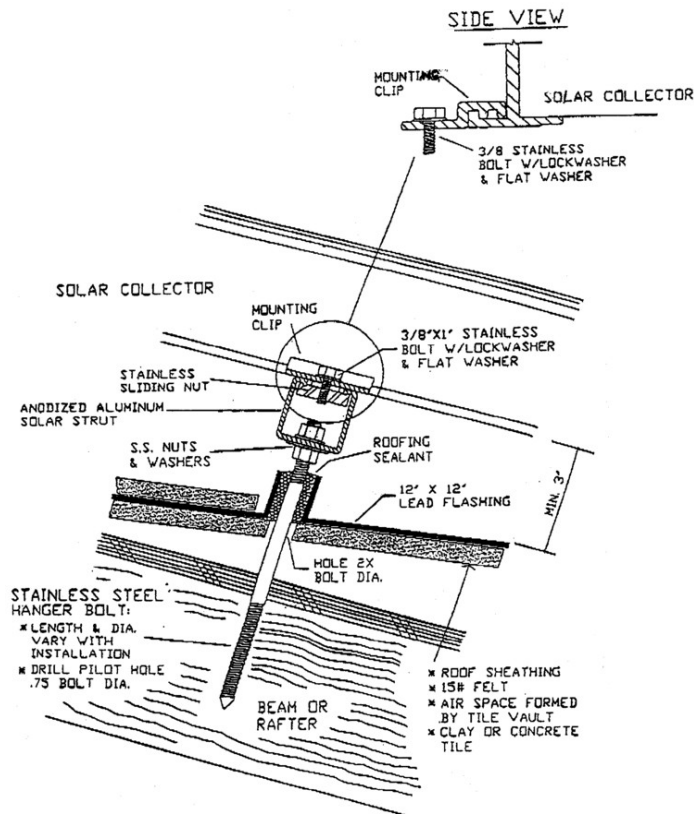 SIDE VIEW
MOUNTING
CLIP
SOLAR COLLECTOR
3/8 STAINLESS
BOLT W/LOCKWASHER
& FLAT WASHER
SOLAR COLLECTOR
MOUNTING
CLIP
3/8"X1" STAINLESS
BOLT W/LOCKWASHER
& FLAT WASHER
STAINLESS
SLIDING NUT
ANODIZED ALUMINUM
SOLAR STRUT
S.S. NUTS
& WASHERS
ROOFING
SEALANT
12" X 12"
LEAD FLASHING
MIN. 3"
HOLE 2X
BOLT DIA.
STAINLESS STEEL
HANGER BOLT:
* LENGTH & DIA.
VARY WITH
INSTALLATION
* DRILL PILOT HOLE
.75 BOLT DIA.
BEAM OR
RAFTER
* ROOF SHEATHING
* 15# FELT
* AIR SPACE FORMED
BY TILE VAULT
* CLAY OR CONCRETE
TILE